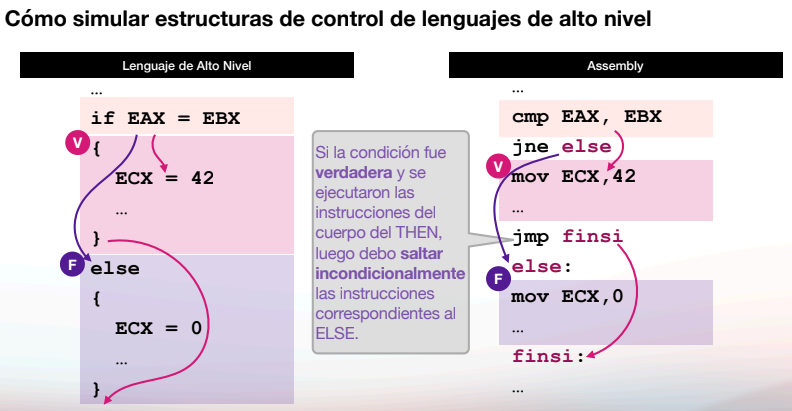 Cómo simular estructuras de control de lenguajes de alto nivel
Lenguaje de Alto Nivel
...
if EAX = EBX
V
{
ECX = 42
...
}
F
else
{
ECX = 0
...
}
Si la condición fue
verdadera y se
ejecutaron las
instrucciones del
cuerpo del THEN,
luego debo saltar
incondicionalmente
las instrucciones
correspondientes al
ELSE.
Assembly
...
cmp EAX, EBX
jne else
V
mov ECX,42
...
jmp finsi
F
else:
mov ECX,0
...
finsi:
...